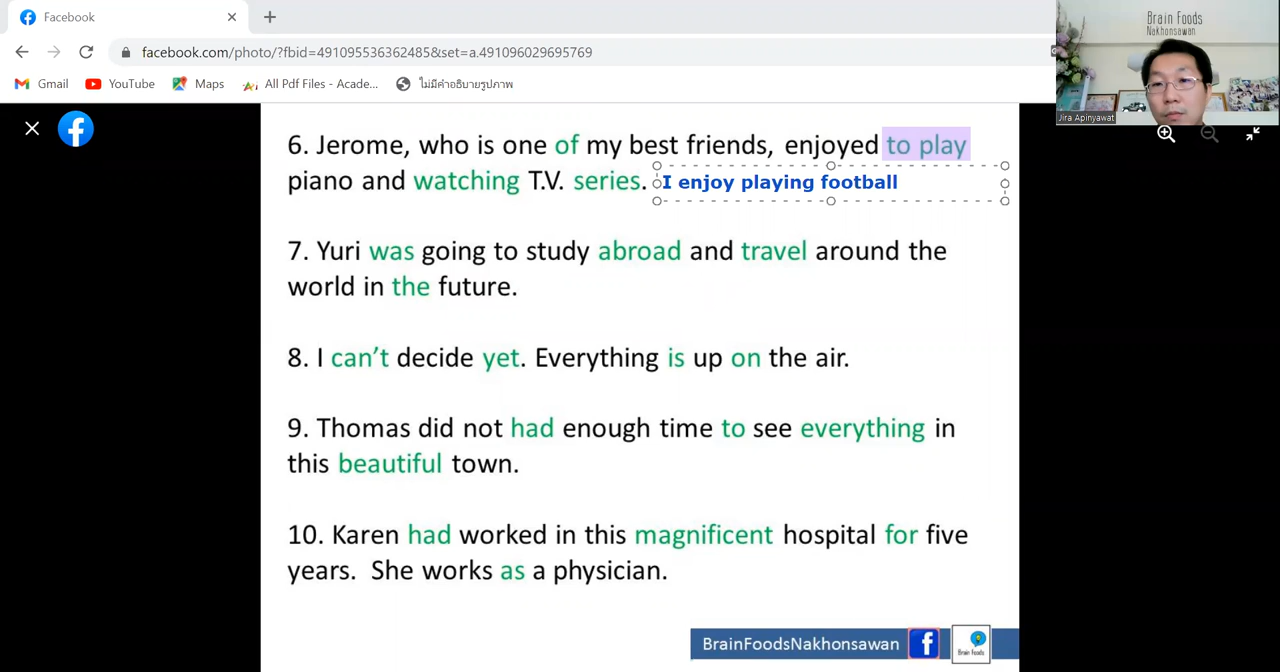 Facebook
facebook.com/photo/?fbid=491095536362485&set=a.491096029695769
Gmail YouTube Maps All Pdf Files - Acade... ไม่มีคำอธิบายรูปภาพ
Brain Foods
Nakhonsawan
Jira Apinyawat
6. Jerome, who is one of my best friends, enjoyed to play
piano and watching T.V. series. I enjoy playing football
7. Yuri was going to study abroad and travel around the
world in the future.
8. I can't decide yet. Everything is up on the air.
9. Thomas did not had enough time to see everything in
this beautiful town.
10. Karen had worked in this magnificent hospital for five
years. She works as a physician.
BrainFoodsNakhonsawan
Brain Foods